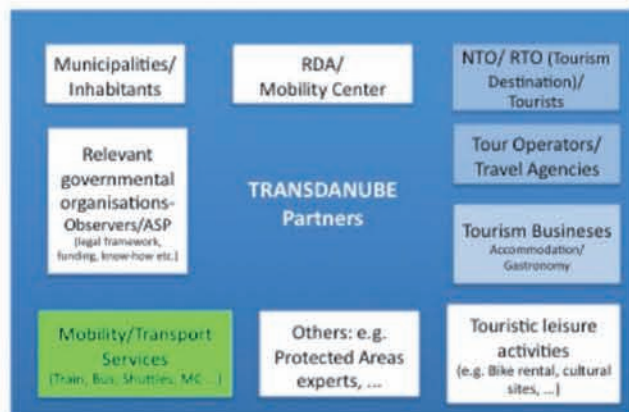 Municipalities/
Inhabitants
RDA/
Mobility Center
NTO/ RTO (Tourism
Destination)/
Tourists
Relevant
governmental
organisations-
Observers/ASP
(legal framework,
funding, know-how etc.)
TRANSDANUBE
Partners
Tour Operators/
Travel Agencies
Tourism Busineses
Accommodation/
Gastronomy
Mobility/Transport
Services
(Train, Bus, Shuttles, MC ...)
Others: e.g.
Protected Areas
experts, ...
Touristic leisure
activities
(e.g. Bike rental, cultural
sites, ...)